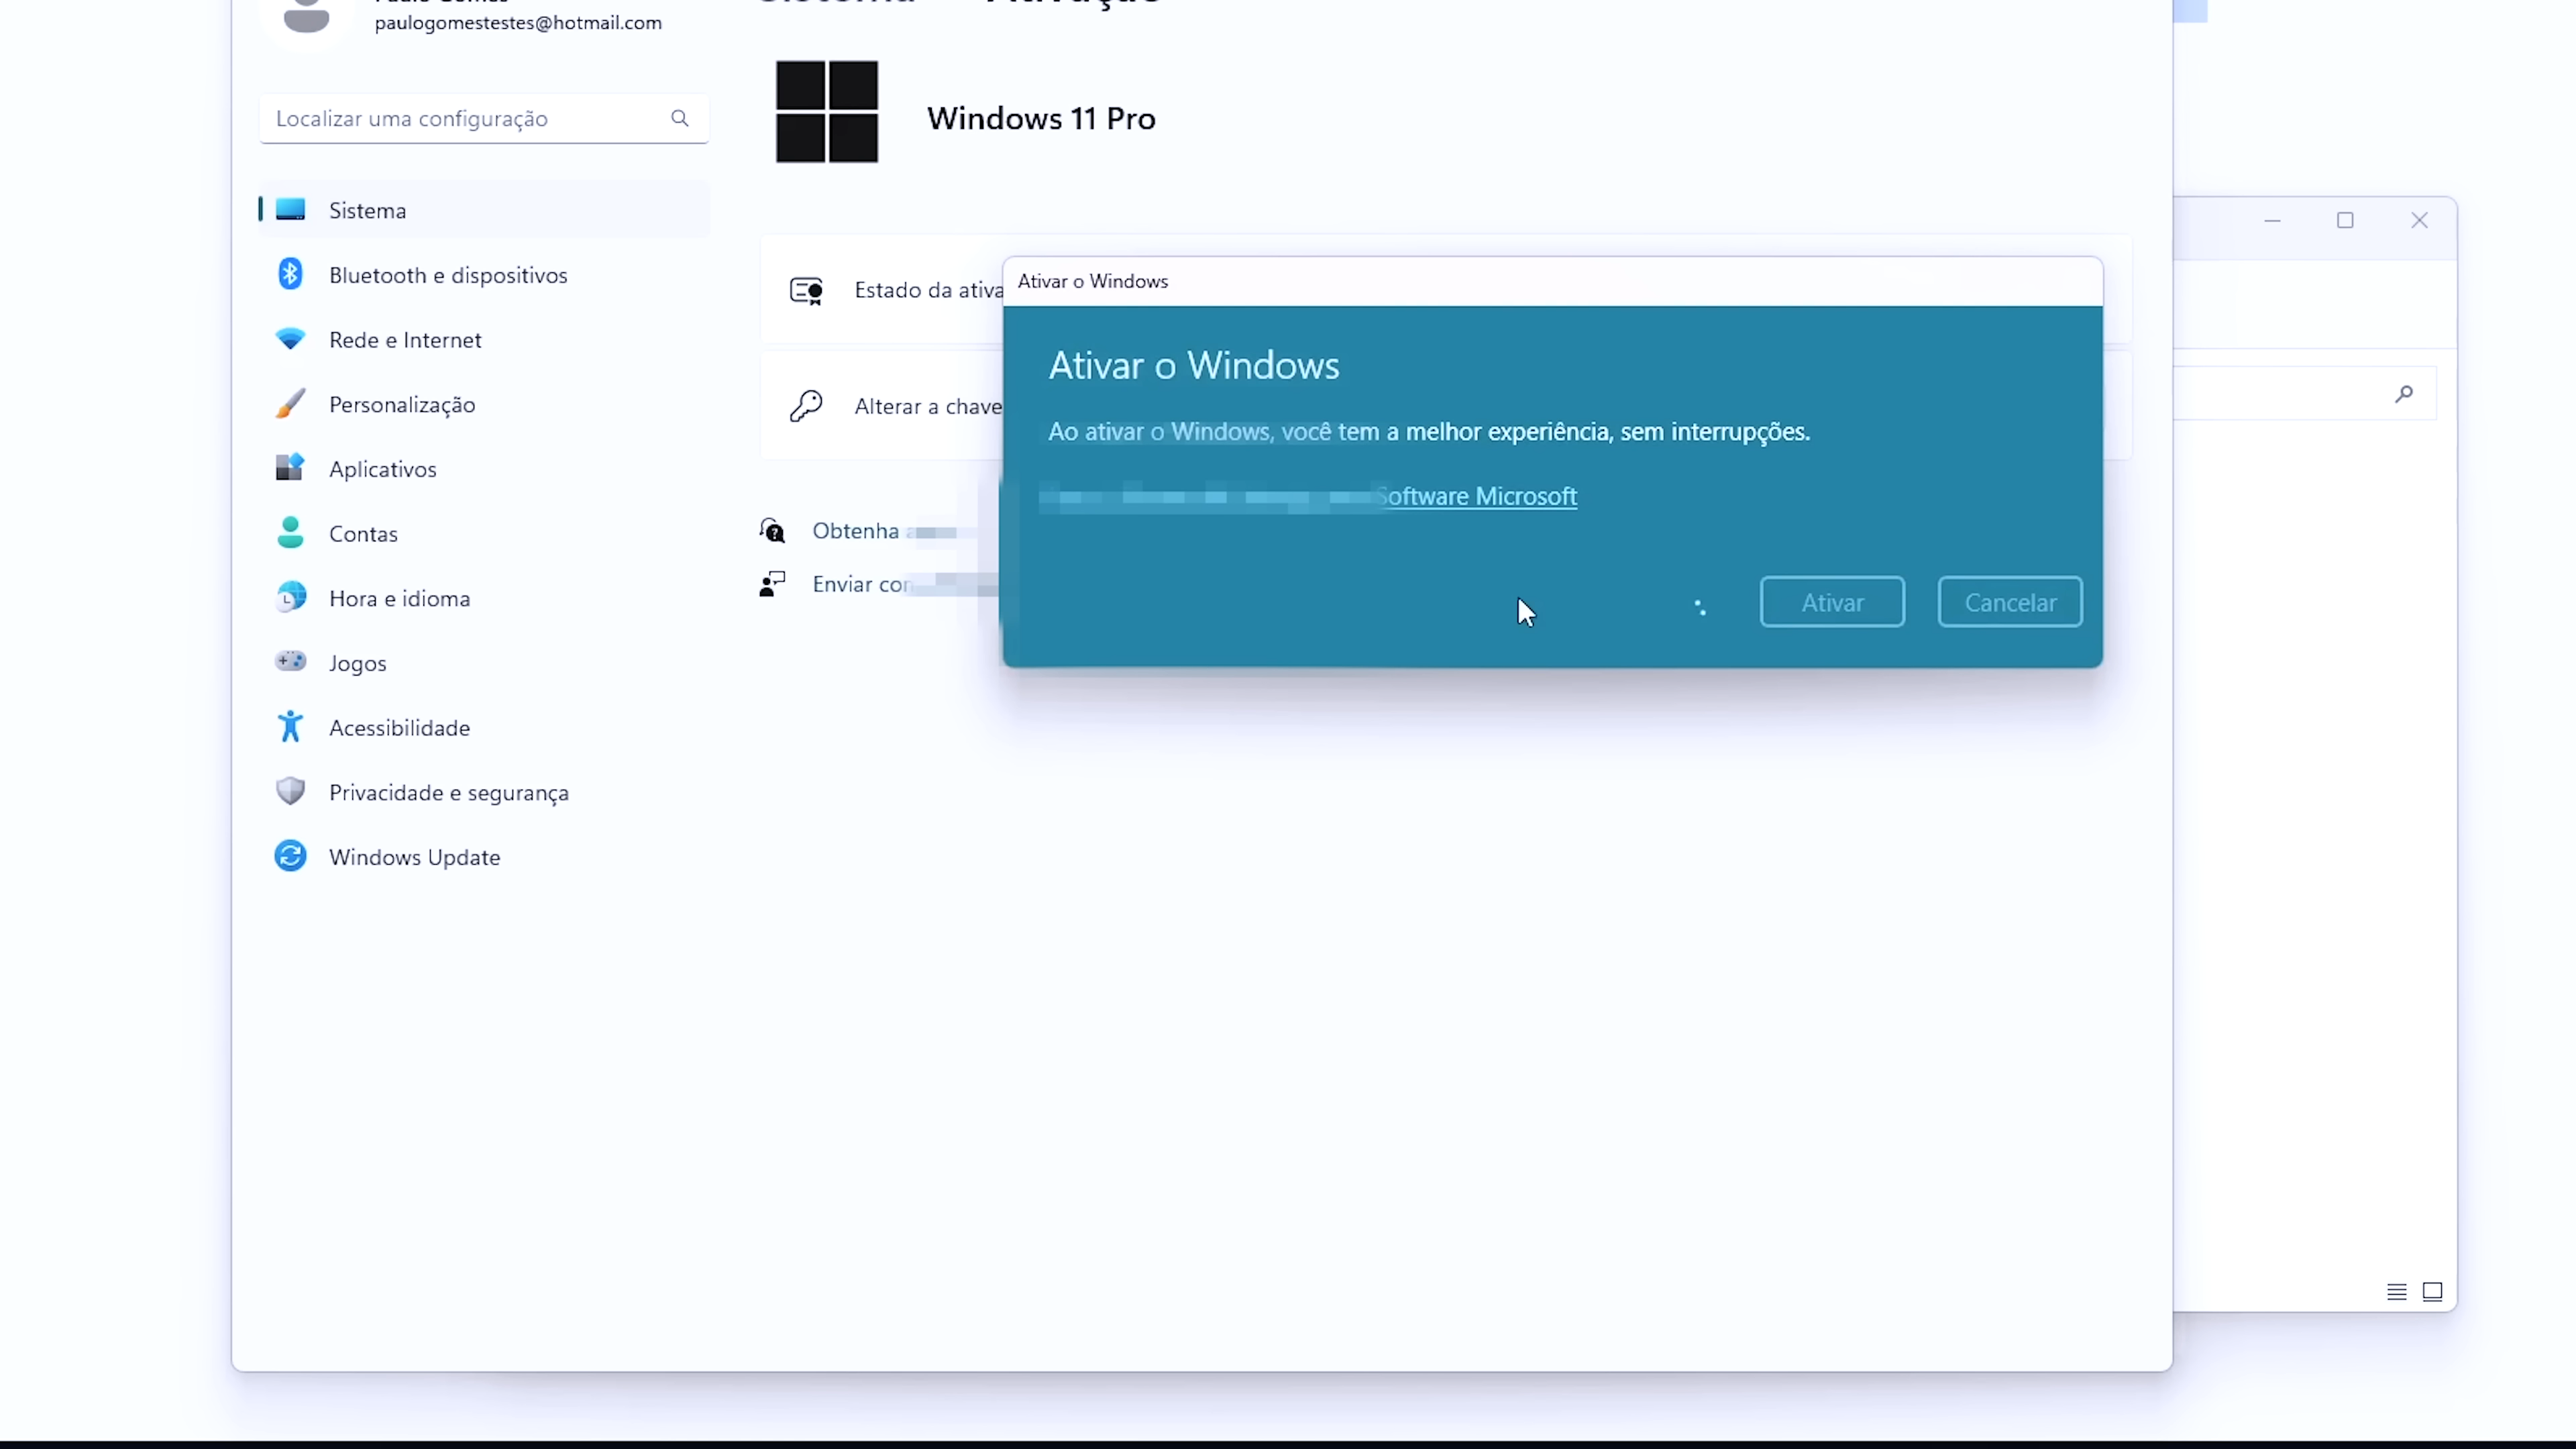 paulogomestestes@hotmail.com
Localizar uma configuração
Sistema
Bluetooth e dispositivos
Rede e Internet
Personalização
Aplicativos
Contas
Hora e idioma
Jogos
Acessibilidade
Privacidade e segurança
Windows Update
Windows 11 Pro
Estado da ativa
Alterar a chave
Obtenha
Enviar con
Ativar o Windows
Ativar o Windows
Ao ativar o Windows, você tem a melhor experiência, sem interrupções.
Software Microsoft
Ativar
Cancelar